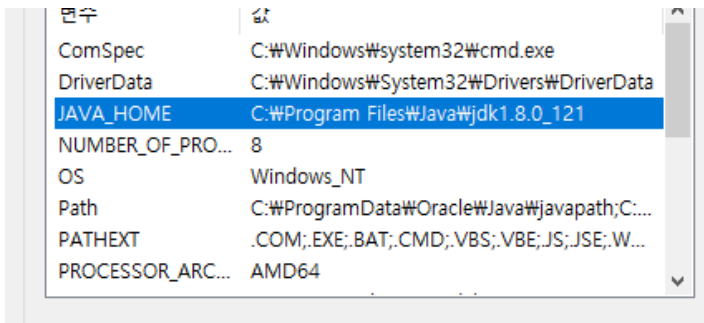 변수 값
ComSpec C:₩Windows₩system32₩cmd.exe
DriverData C:₩Windows₩System32₩Drivers₩DriverData
JAVA_HOME C:₩Program Files₩Java₩jdk1.8.0_121
NUMBER_OF_PRO... 8
OS Windows_NT
Path C:₩ProgramData₩Oracle₩Java₩javapath;C:...
PATHEXT .COM;.EXE;.BAT;.CMD;.VBS;.VBE;.JS;.JSE;.W...
PROCESSOR_ARC... AMD64